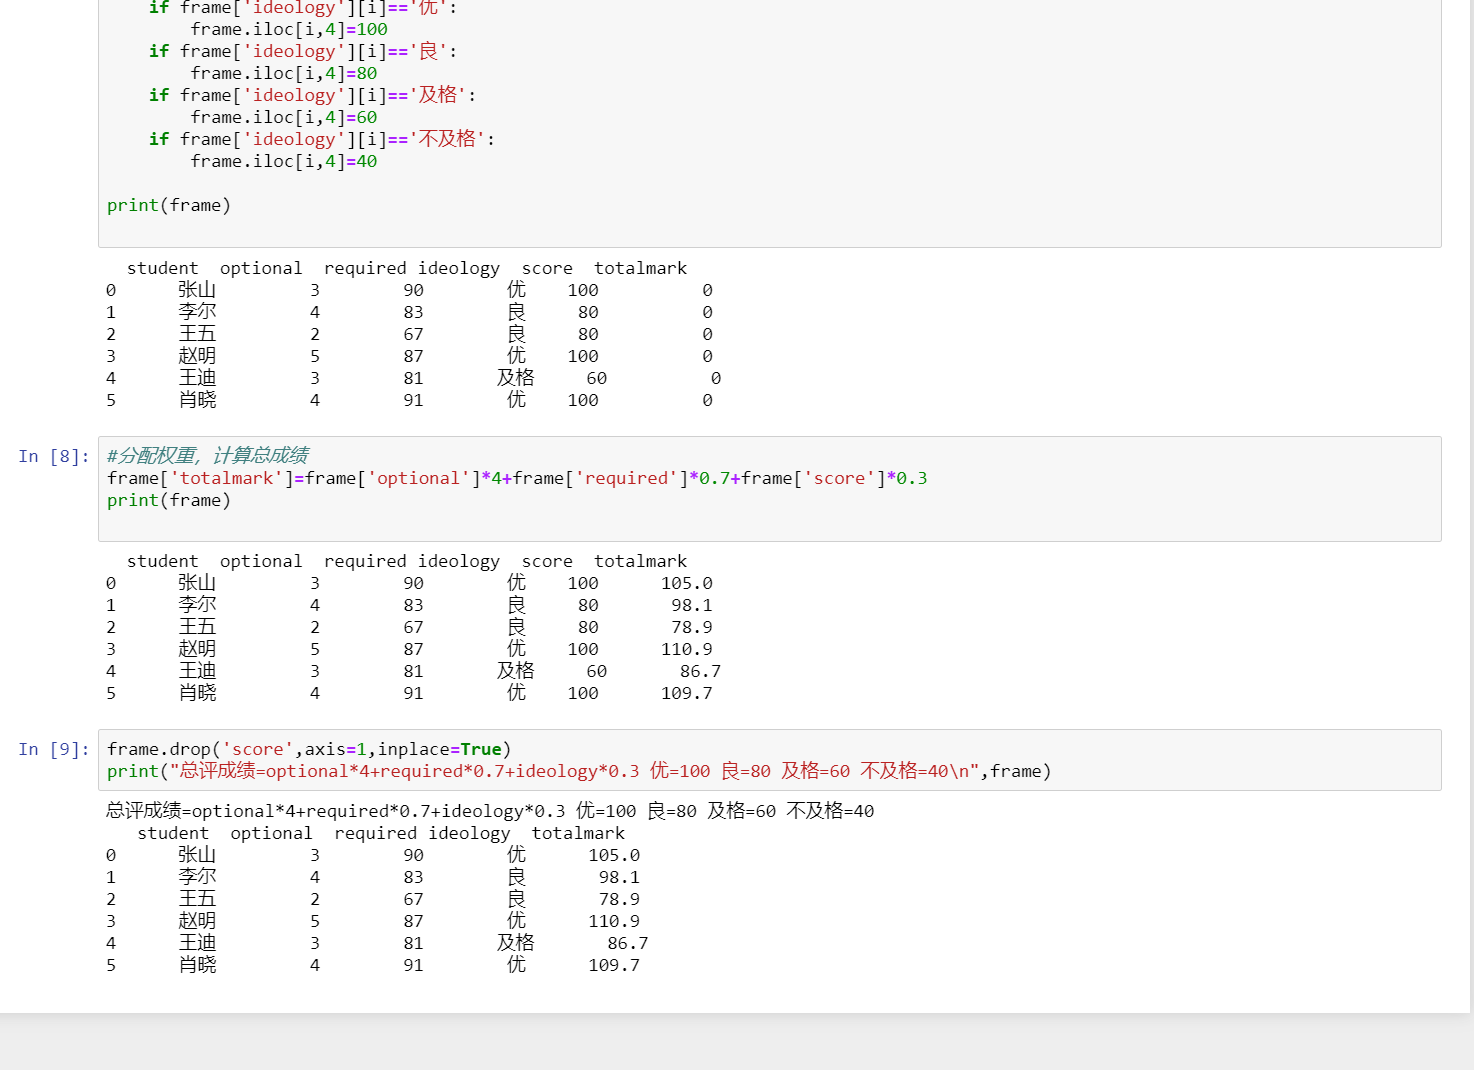 if frame['ideology'][i]=='优':
frame.iloc[i,4]=100
if frame['ideology'][i]=='良':
frame.iloc[i,4]=80
if frame['ideology'][i]=='及格':
frame.iloc[i,4]=60
if frame['ideology'][i]=='不及格':
frame.iloc[i,4]=40
print(frame)
student optional required ideology score totalmark
0 张山 3 90 优 100 0
1 李尔 4 83 良 80 0
2 王五 2 67 良 80 0
3 赵明 5 87 优 100 0
4 王迪 3 81 及格 60 0
5 肖晓 4 91 优 100 0
In [8]: #分配权重，计算总成绩
frame['totalmark']=frame['optional']*4+frame['required']*0.7+frame['score']*0.3
print(frame)
student optional required ideology score totalmark
0 张山 3 90 优 100 105.0
1 李尔 4 83 良 80 98.1
2 王五 2 67 良 80 78.9
3 赵明 5 87 优 100 110.9
4 王迪 3 81 及格 60 86.7
5 肖晓 4 91 优 100 109.7
In [9]: frame.drop('score',axis=1,inplace=True)
print("总评成绩=optional*4+required*0.7+ideology*0.3 优=100 良=80 及格=60 不及格=40\n",frame)
总评成绩=optional*4+required*0.7+ideology*0.3 优=100 良=80 及格=60 不及格=40
student optional required ideology totalmark
0 张山 3 90 优 105.0
1 李尔 4 83 良 98.1
2 王五 2 67 良 78.9
3 赵明 5 87 优 110.9
4 王迪 3 81 及格 86.7
5 肖晓 4 91 优 109.7